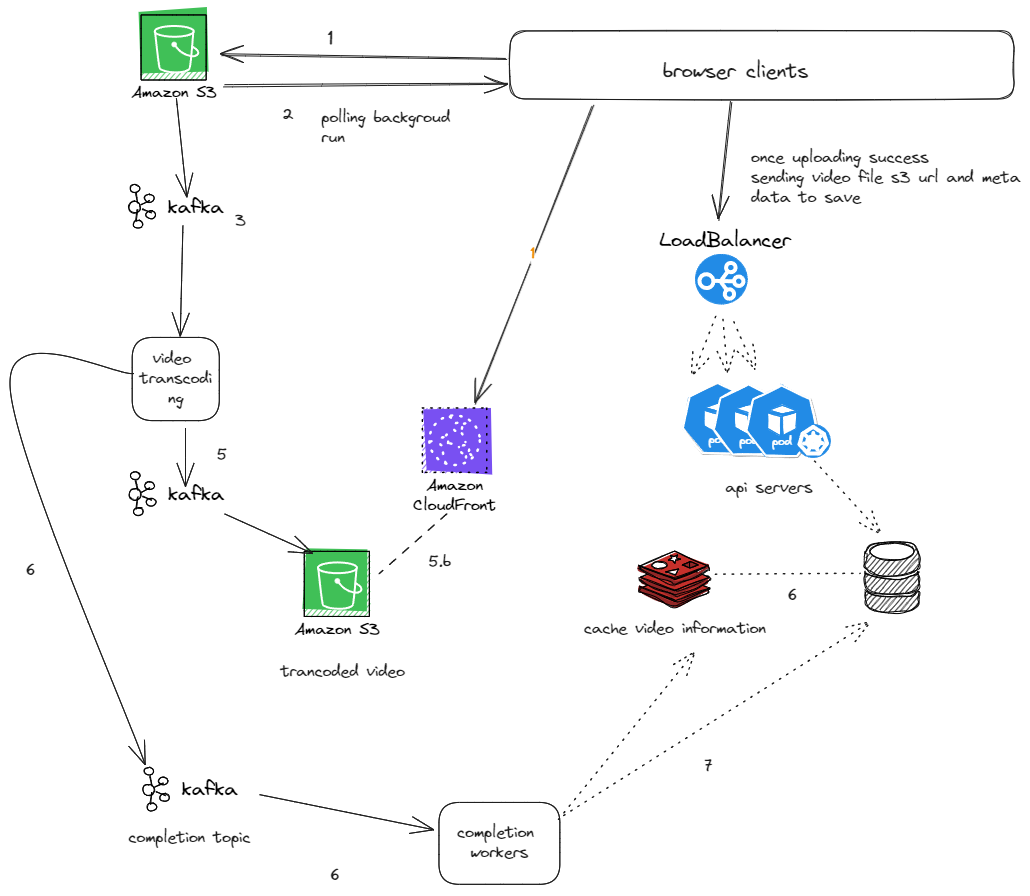 1
browser clients
Amazon S3
2
polling backgroud
run
once uploading success
sending video file s3 url and meta
data to save
kafka
3
LoadBalancer
1
video
transcodi
ng
pod
pod
pod
5
kafka
Amazon
CloudFront
api servers
5.b
6
6
Amazon S3
cache video information
trancoded video
7
kafka
completion topic
completion
workers
6